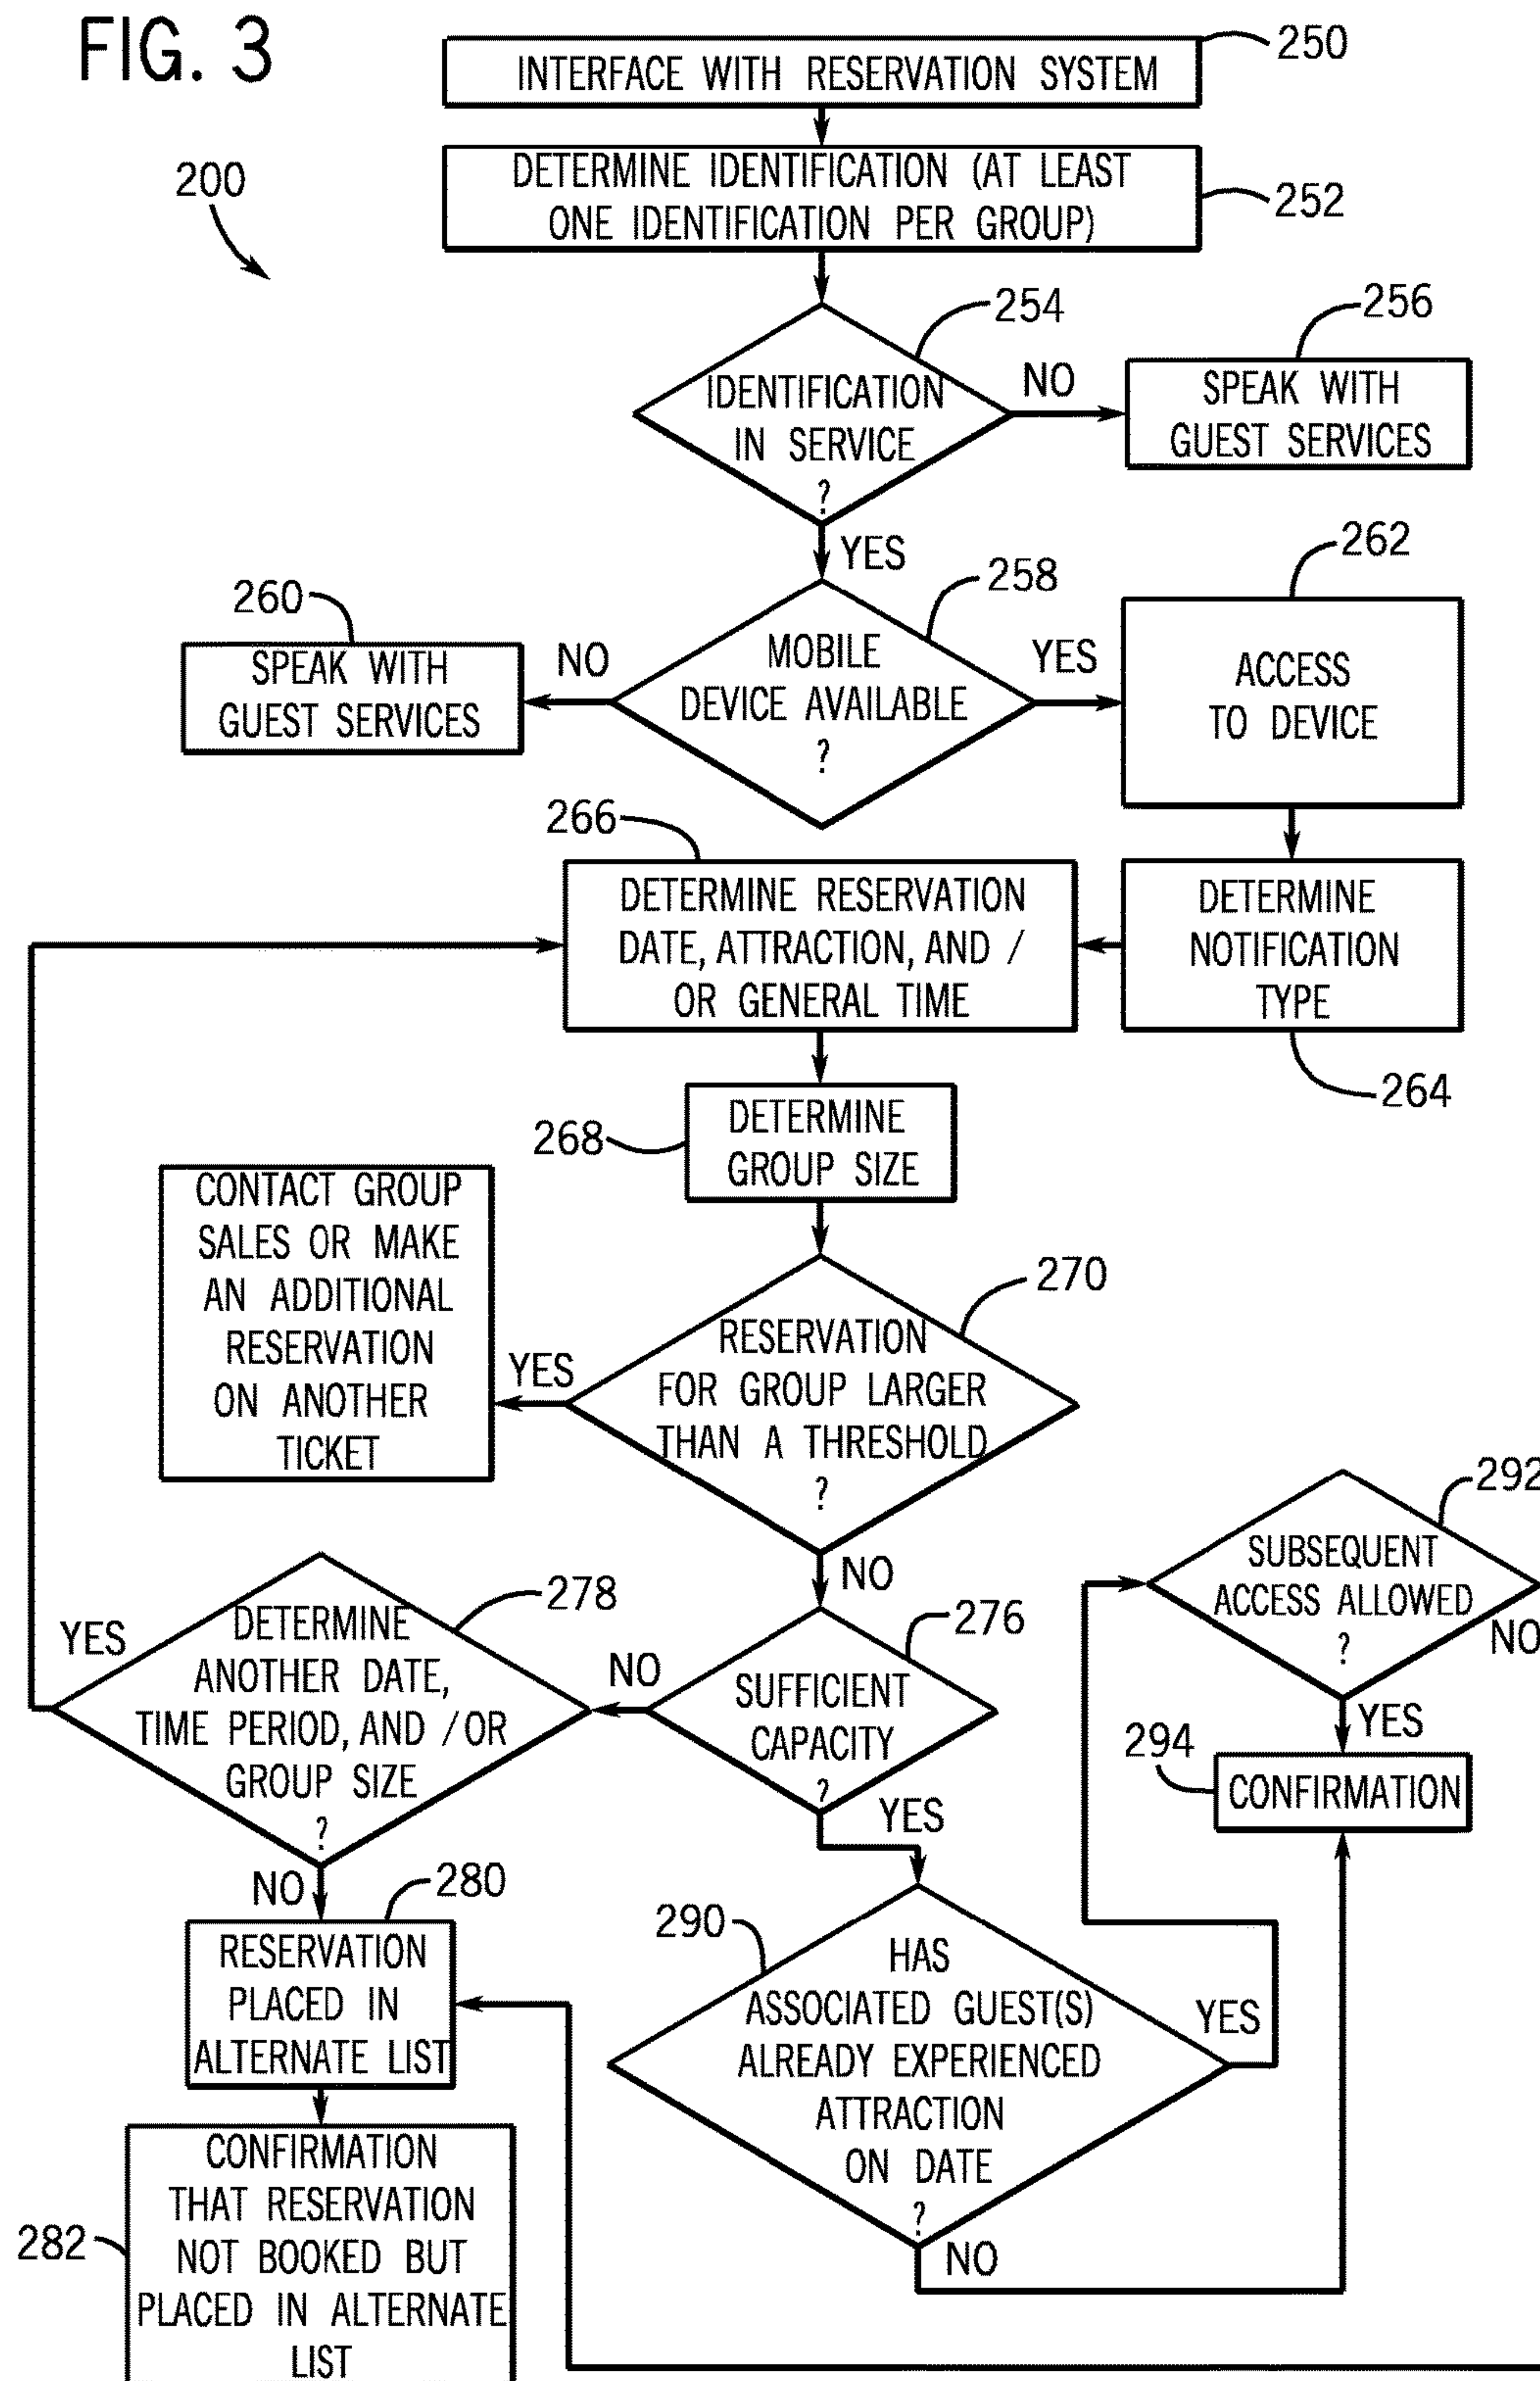 FIG. 3
250
INTERFACE WITH RESERVATION SYSTEM
200
DETERMINE IDENTIFICATION (AT LEAST
ONE IDENTIFICATION PER GROUP)
252
254
IDENTIFICATION
IN SERVICE
?
NO
256
SPEAK WITH
GUEST SERVICES
YES
258
MOBILE
DEVICE AVAILABLE
?
NO
260
SPEAK WITH
GUEST SERVICES
YES
262
ACCESS
TO DEVICE
DETERMINE
NOTIFICATION
TYPE
264
266
DETERMINE RESERVATION
DATE, ATTRACTION, AND /
OR GENERAL TIME
268
DETERMINE
GROUP SIZE
270
RESERVATION
FOR GROUP LARGER
THAN A THRESHOLD
?
YES
CONTACT GROUP
SALES OR MAKE
AN ADDITIONAL
RESERVATION
ON ANOTHER
TICKET
NO
276
SUFFICIENT
CAPACITY
?
NO
278
DETERMINE
ANOTHER DATE,
TIME PERIOD, AND / OR
GROUP SIZE
?
YES
NO
280
RESERVATION
PLACED IN
ALTERNATE LIST
282
CONFIRMATION
THAT RESERVATION
NOT BOOKED BUT
PLACED IN ALTERNATE
LIST
YES
290
HAS
ASSOCIATED GUEST(S)
ALREADY EXPERIENCED
ATTRACTION
ON DATE
?
YES
NO
292
SUBSEQUENT
ACCESS ALLOWED
?
NO
YES
294
CONFIRMATION